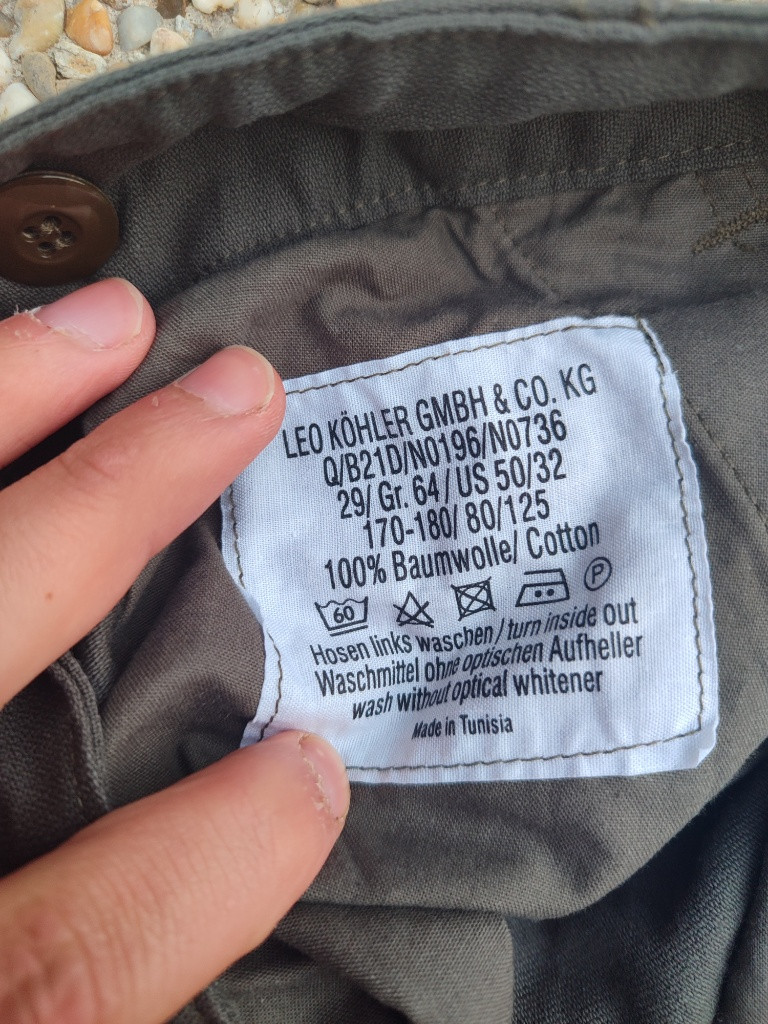 LEO KÖHLER GMBH & CO. KG
Q/B21D/N0196/N0736
29/ Gr. 64 / US 50/32
170-180/ 80/125
100% Baumwolle/ Cotton
60 P
Hosen links waschen / turn inside out
Waschmittel ohne optischen Aufheller
wash without optical whitener
Made in Tunisia